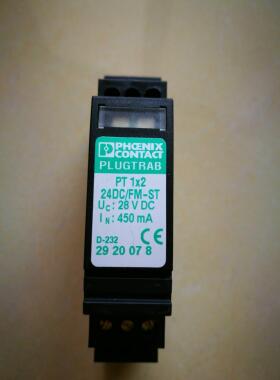 PHŒNIX
CONTACT
PLUGTRAB
PT 1x2
24DC/FM-ST
UC: 28 V DC
IN: 450 mA
D-232 CE
29 20 07 8